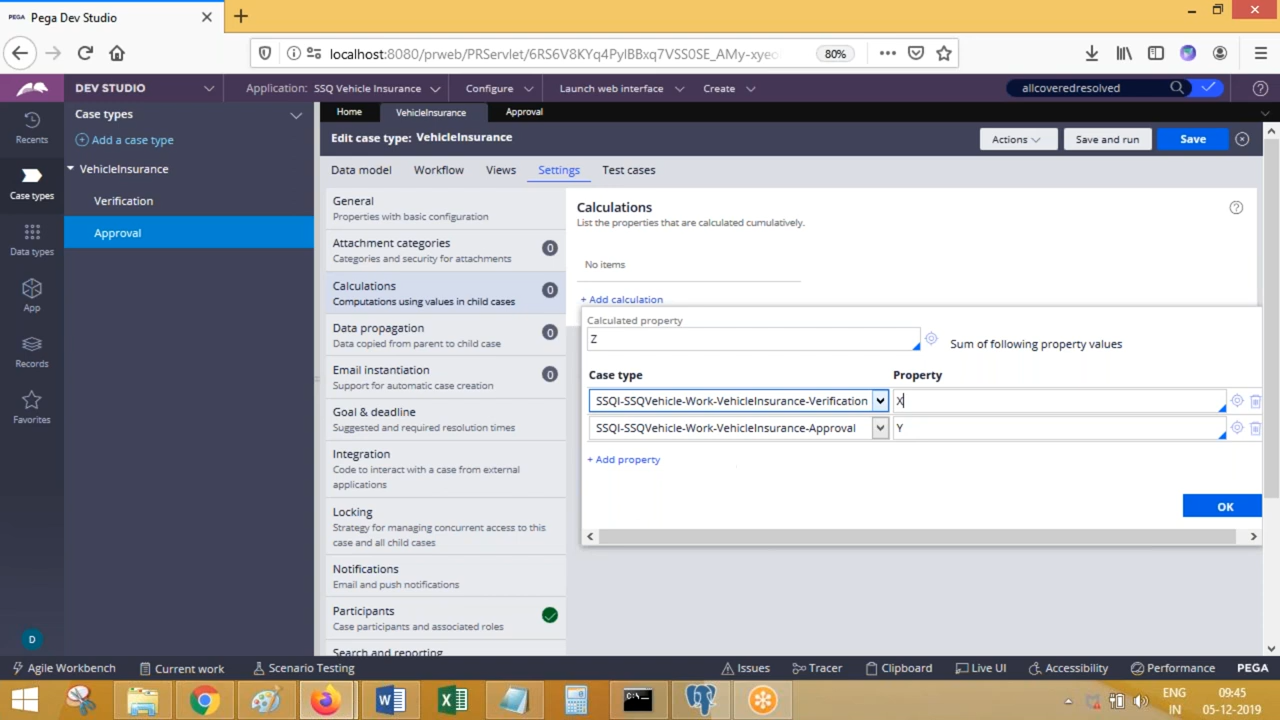 PEGA Pega Dev Studio
localhost:8080/prweb/PRServlet/6RS6V8KYq4PylBBxq7VSS0SE_AMy-xyeo
80%
DEV STUDIO
Application: SSQ Vehicle Insurance
Configure
Launch web interface
Create
allcoveredresolved
Recents
Case types
Data types
App
Records
Favorites
D
Case types
Add a case type
VehicleInsurance
Verification
Approval
Home
VehicleInsurance
Approval
Edit case type: VehicleInsurance
Actions
Save and run
Save
Data model
Workflow
Views
Settings
Test cases
General
Properties with basic configuration
Attachment categories
Categories and security for attachments
0
Calculations
Computations using values in child cases
0
Data propagation
Data copied from parent to child case
0
Email instantiation
Support for automatic case creation
0
Goal & deadline
Suggested and required resolution times
Integration
Code to interact with a case from external
applications
Locking
Strategy for managing concurrent access to this
case and all child cases
Notifications
Email and push notifications
Participants
Case participants and associated roles
Search and reporting
Calculations
List the properties that are calculated cumulatively.
No items
+ Add calculation
Calculated property
Z
Sum of following property values
Case type Property
SSQI-SSQVehicle-Work-VehicleInsurance-Verification X
SSQI-SSQVehicle-Work-VehicleInsurance-Approval Y
+ Add property
OK
Agile Workbench
Current work
Scenario Testing
Issues
Tracer
Clipboard
Live UI
Accessibility
Performance
PEGA
ENG
IN
09:45
05-12-2019